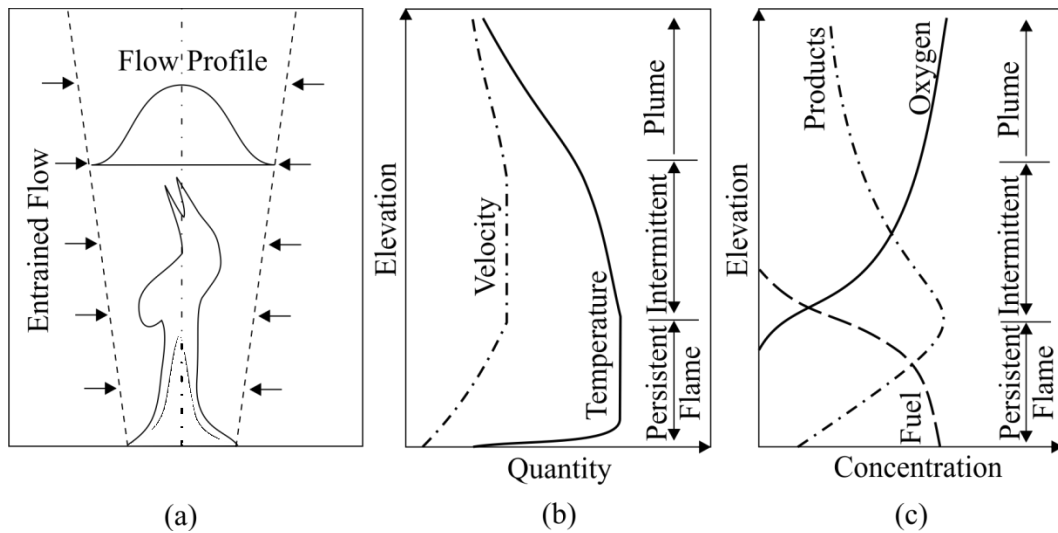 Flow Profile
Entrained Flow
(a)
Elevation
Velocity
Temperature
Plume
Intermittent
Persistent
Flame
Quantity
(b)
Elevation
Products
Oxygen
Fuel
Plume
Intermittent
Persistent
Flame
Concentration
(c)